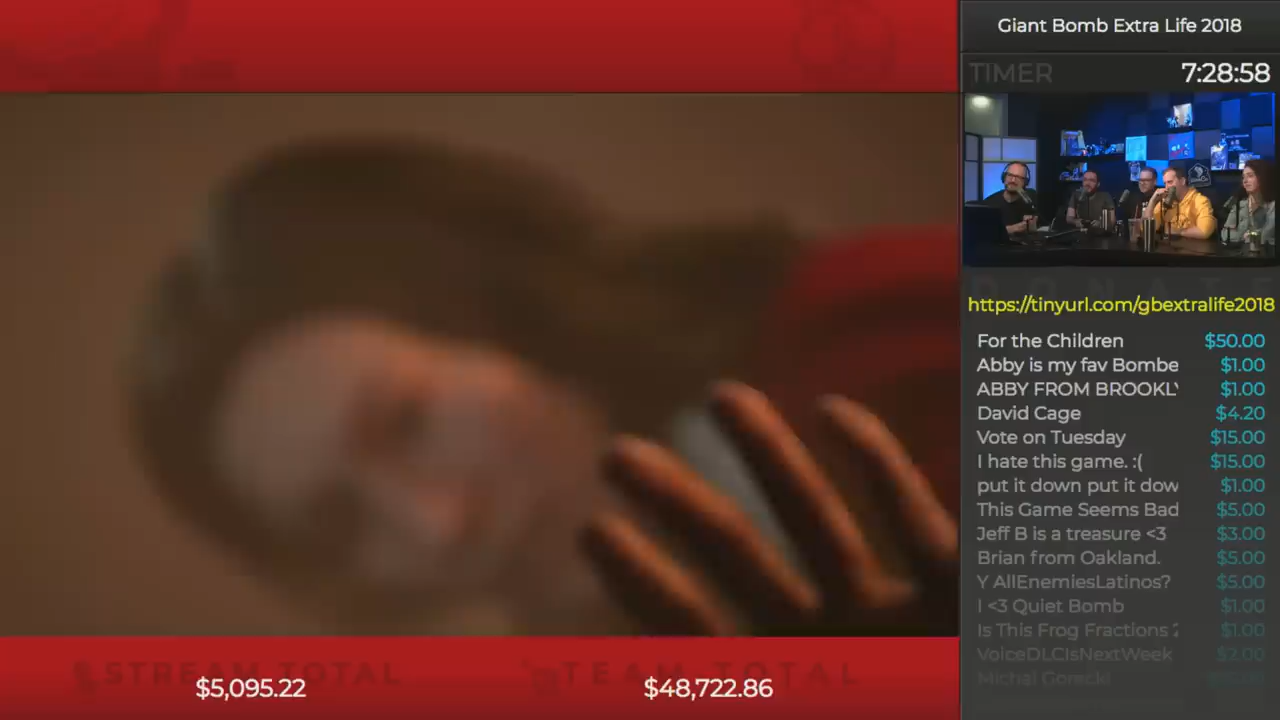 Giant Bomb Extra Life 2018
TIMER
7:28:58
DONATE
https://tinyurl.com/gbextralife2018
For the Children $50.00
Abby is my fav Bombe $1.00
ABBY FROM BROOKLY $1.00
David Cage $4.20
Vote on Tuesday $15.00
I hate this game. :( $15.00
put it down put it dow $1.00
This Game Seems Bad $5.00
Jeff B is a treasure <3 $3.00
Brian from Oakland. $5.00
Y AllEnemiesLatinos? $5.00
I <3 Quiet Bomb $1.00
Is This Frog Fractions $1.00
VoiceDLCIsNextWeek $2.00
Michal Gorecki
STREAM TOTAL
$5,095.22
TEAM TOTAL
$48,722.86